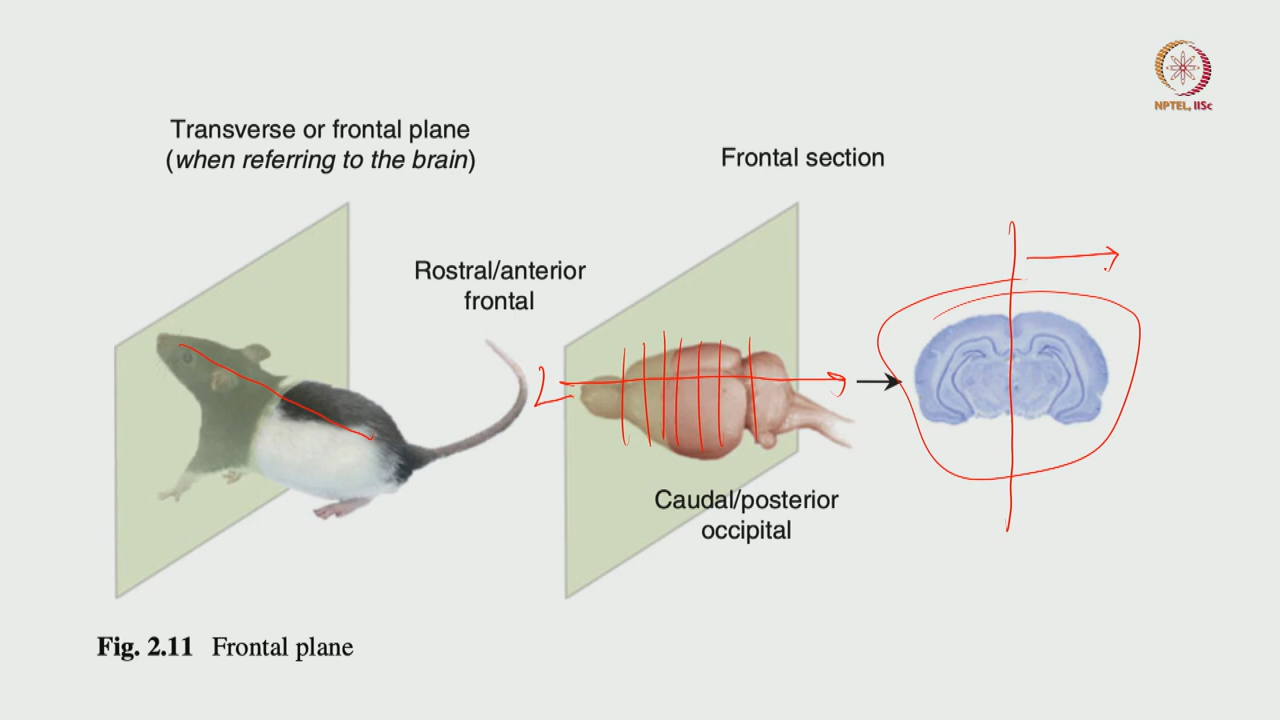 NPTEL, IISc
Transverse or frontal plane
(when referring to the brain)
Frontal section
Rostral/anterior
frontal
Caudal/posterior
occipital
Fig. 2.11 Frontal plane